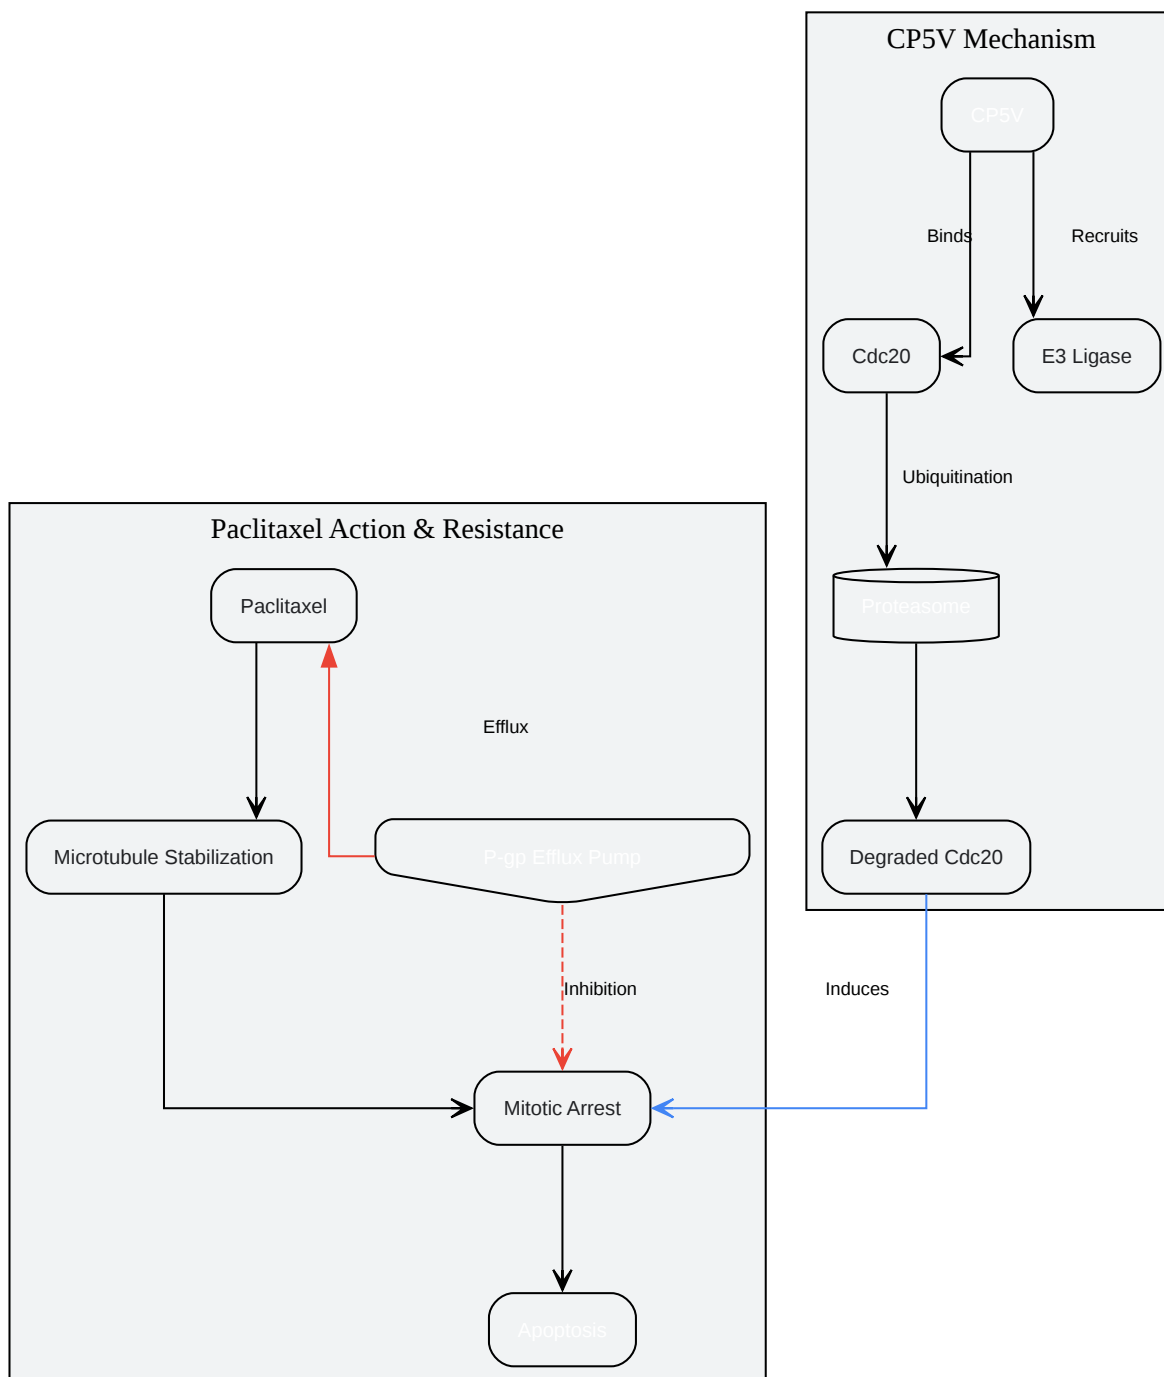 CP5V Mechanism
CP5V
Binds
Recruits
Cdc20
E3 Ligase
Ubiquitination
Paclitaxel Action & Resistance
Paclitaxel
Proteasome
Efflux
Microtubule Stabilization
P-gp Efflux Pump
Degraded Cdc20
Inhibition
Induces
Mitotic Arrest
Apoptosis